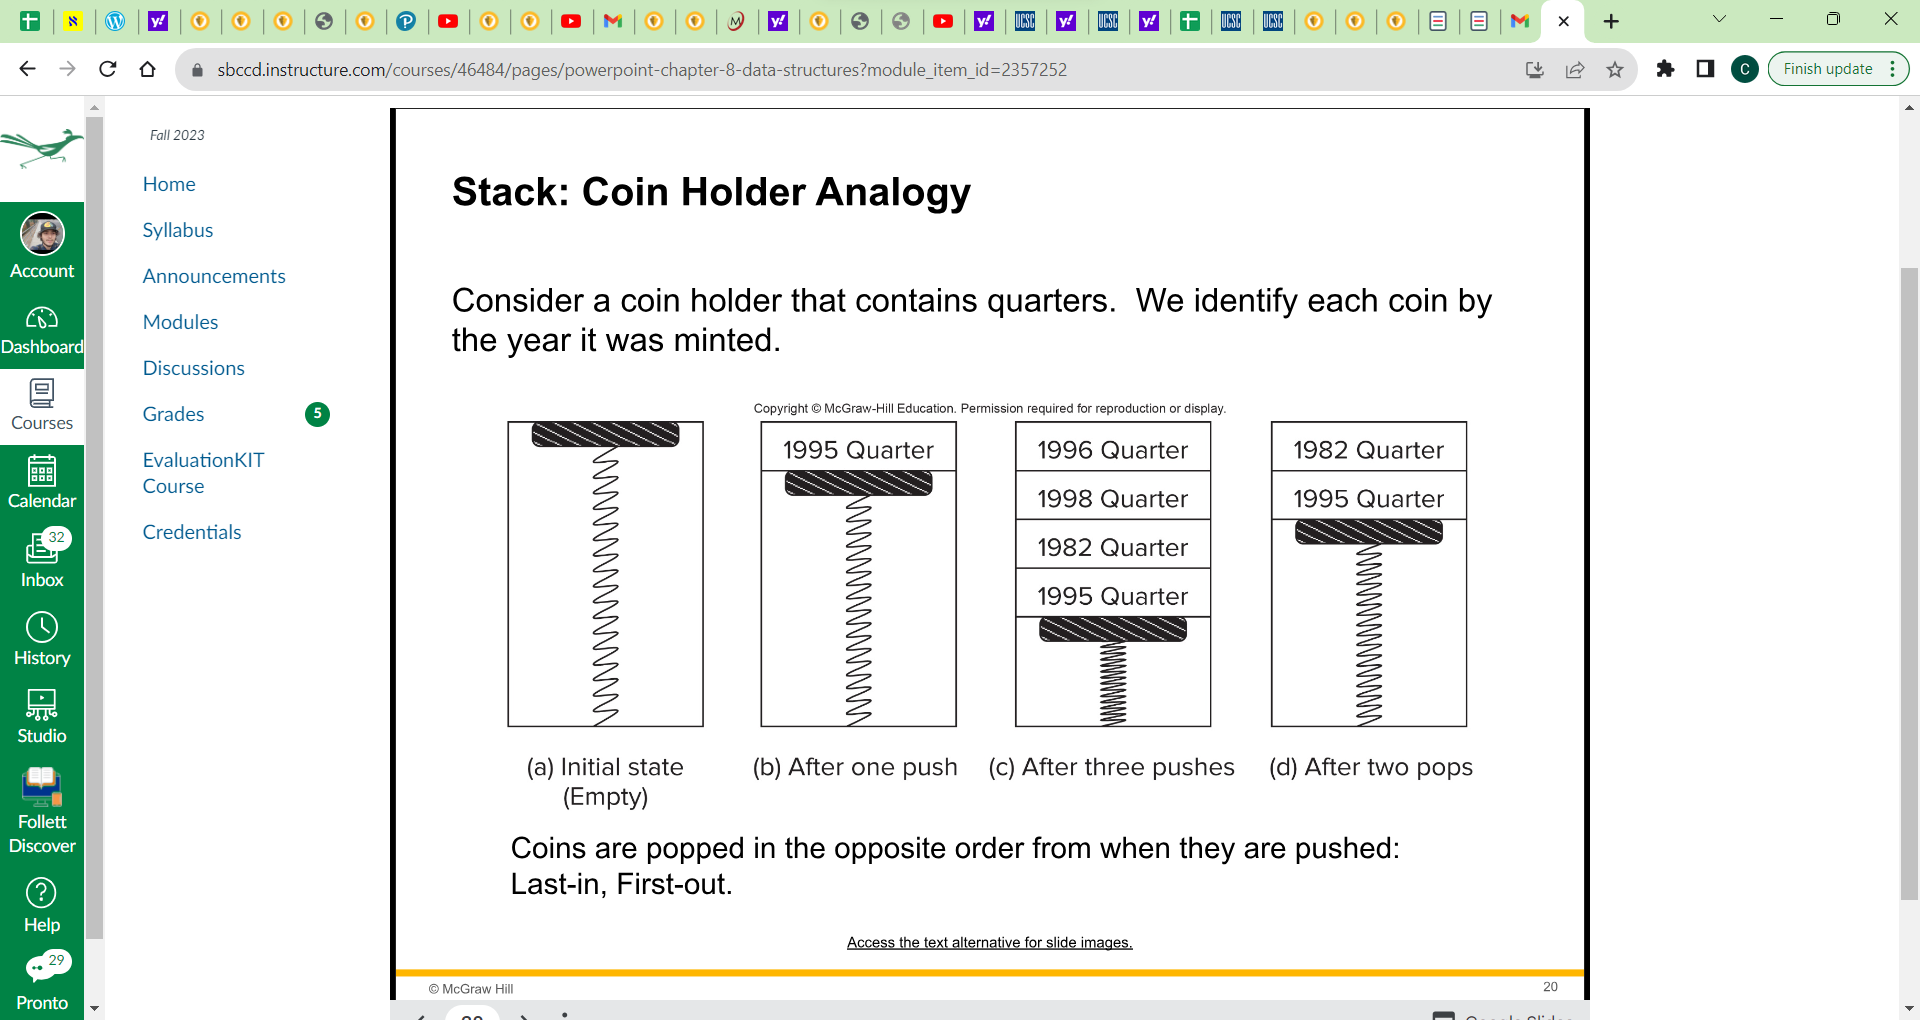 sbccd.instructure.com/courses/46484/pages/powerpoint-chapter-8-data-structures?module_item_id=2357252
C
Finish update
Account
Dashboard
Courses
Calendar
32
Inbox
History
Studio
Follett
Discover
Help
29
Pronto
Fall 2023
Home
Syllabus
Announcements
Modules
Discussions
Grades
5
EvaluationKIT
Course
Credentials
Stack: Coin Holder Analogy
Consider a coin holder that contains quarters. We identify each coin by
the year it was minted.
Copyright © McGraw-Hill Education. Permission required for reproduction or display.
1995 Quarter
1996 Quarter
1998 Quarter
1982 Quarter
1995 Quarter
1982 Quarter
1995 Quarter
(a) Initial state
(Empty)
(b) After one push
(c) After three pushes
(d) After two pops
Coins are popped in the opposite order from when they are pushed:
Last-in, First-out.
Access the text alternative for slide images.
© McGraw Hill
20